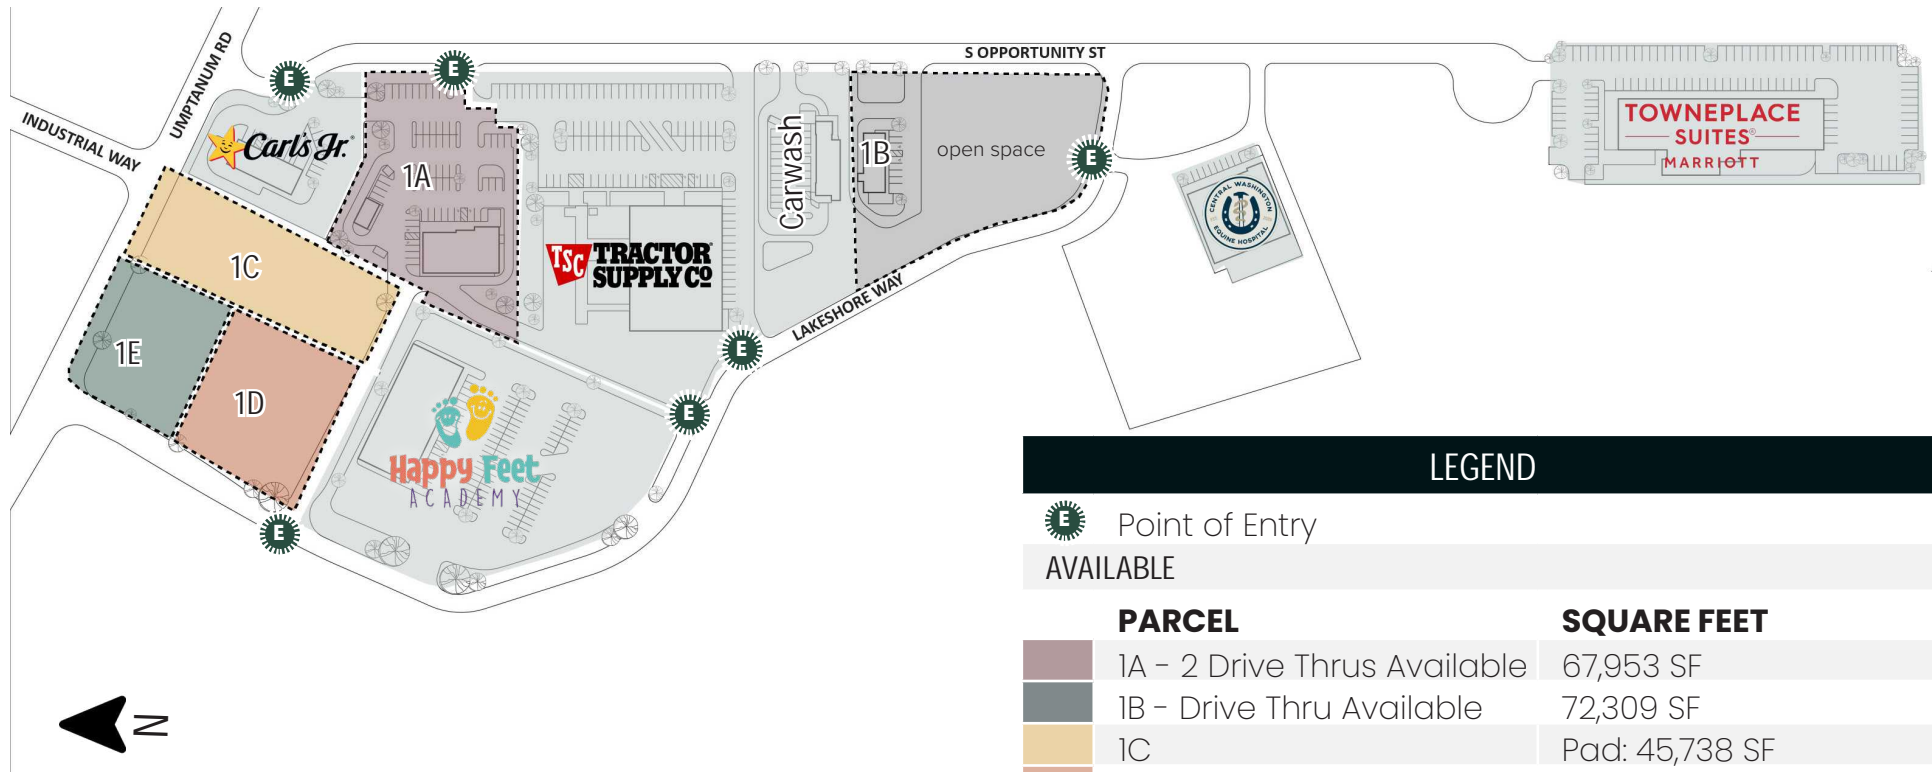 S OPPORTUNITY ST
UMPTANUM RD
INDUSTRIAL WAY
E
E
Carl's Jr.
1A
Carwash
1B
open space
E
TOWNEPLACE
SUITES®
MARRIOTT
CENTRAL WASHINGTON
EQUINE HOSPITAL
1C
TSC TRACTOR
SUPPLY CO
LAKESHORE WAY
1E
E
1D
E
Happy Feet
ACADEMY
E
N
LEGEND
E Point of Entry
AVAILABLE
PARCEL SQUARE FEET
1A - 2 Drive Thrus Available 67,953 SF
1B - Drive Thru Available 72,309 SF
1C Pad: 45,738 SF